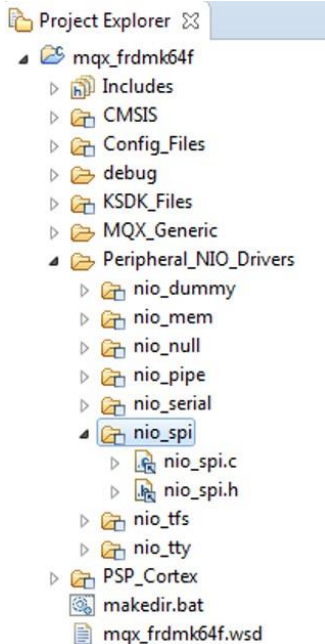 Project Explorer
mqx_frdmk64f
Includes
CMSIS
Config_Files
debug
KSDK_Files
MQX_Generic
Peripheral_NIO_Drivers
nio_dummy
nio_mem
nio_null
nio_pipe
nio_serial
nio_spi
nio_spi.c
nio_spi.h
nio_tfs
nio_tty
PSP_Cortex
makedir.bat
mqx_frdmk64f.wsd